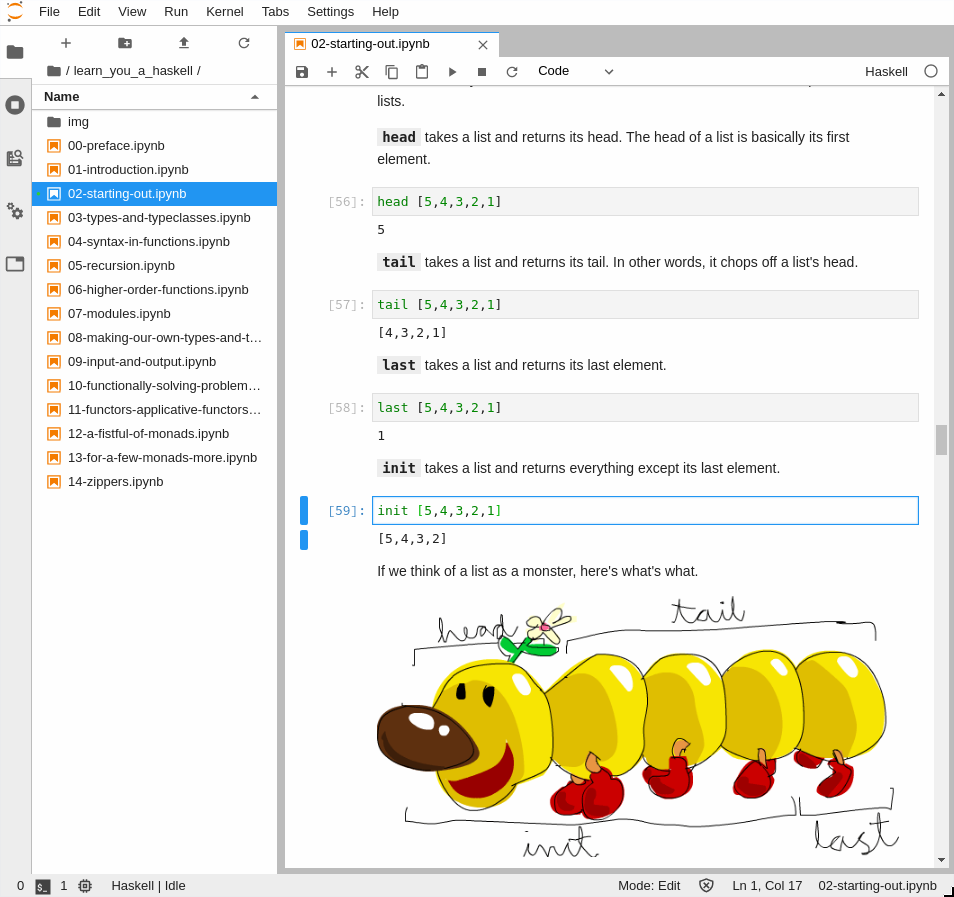 File Edit View Run Kernel Tabs Settings Help
/ learn_you_a_haskell /
Name
img
00-preface.ipynb
01-introduction.ipynb
02-starting-out.ipynb
03-types-and-typeclasses.ipynb
04-syntax-in-functions.ipynb
05-recursion.ipynb
06-higher-order-functions.ipynb
07-modules.ipynb
08-making-our-own-types-and-t…
09-input-and-output.ipynb
10-functionally-solving-problem…
11-functors-applicative-functors…
12-a-fistful-of-monads.ipynb
13-for-a-few-monads-more.ipynb
14-zippers.ipynb
02-starting-out.ipynb
Code Haskell
lists.
head takes a list and returns its head. The head of a list is basically its first
element.
[56]: head [5,4,3,2,1]
5
tail takes a list and returns its tail. In other words, it chops off a list's head.
[57]: tail [5,4,3,2,1]
[4,3,2,1]
last takes a list and returns its last element.
[58]: last [5,4,3,2,1]
1
init takes a list and returns everything except its last element.
[59]: init [5,4,3,2,1]
[5,4,3,2]
If we think of a list as a monster, here's what's what.
head tail
init last
0 $_ 1 Haskell | Idle Mode: Edit Ln 1, Col 17 02-starting-out.ipynb